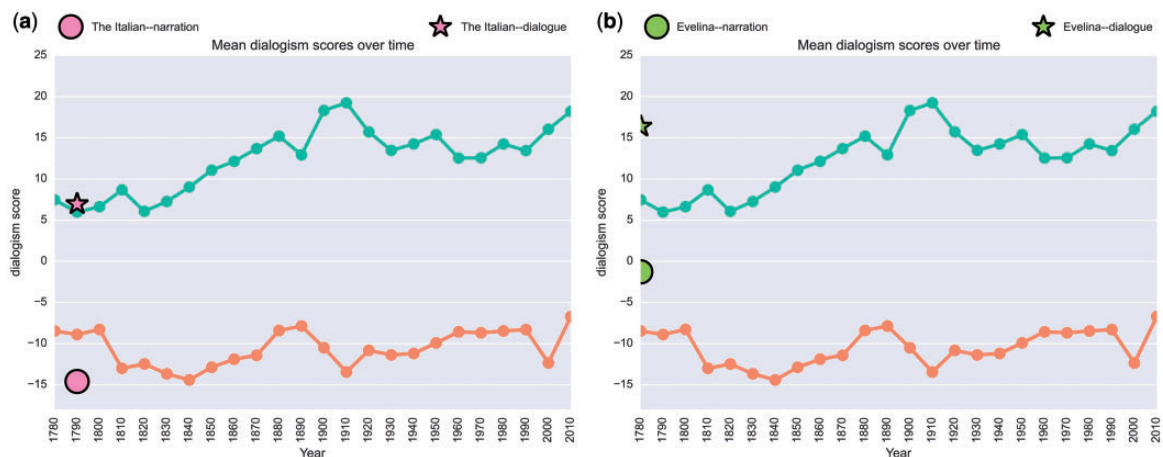 (a)
The Italian--narration
The Italian--dialogue
Mean dialogism scores over time
25
20
15
10
5
0
−5
−10
−15
dialogism score
1780 1790 1800 1810 1820 1830 1840 1850 1860 1870 1880 1890 1900 1910 1920 1930 1940 1950 1960 1970 1980 1990 2000 2010
Year
(b)
Evelina--narration
Evelina--dialogue
Mean dialogism scores over time
25
20
15
10
5
0
−5
−10
−15
dialogism score
1780 1790 1800 1810 1820 1830 1840 1850 1860 1870 1880 1890 1900 1910 1920 1930 1940 1950 1960 1970 1980 1990 2000 2010
Year